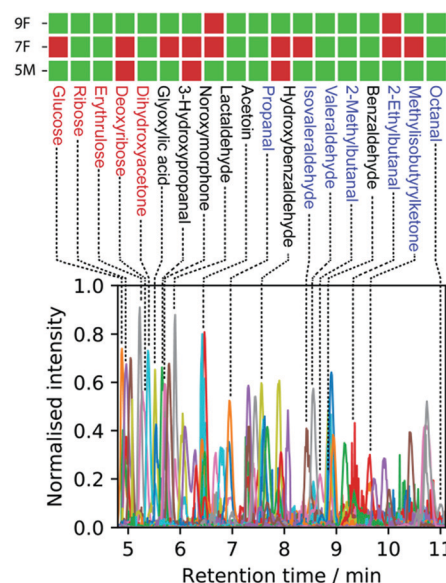 9F
7F
5M
Glucose
Ribose
Erythrulose
Deoxyribose
Dihydroxyacetone
Glyoxylic acid
3-Hydroxypropanal
Noroxymorphone
Lactaldehyde
Acetoin
Propanal
Hydroxybenzaldehyde
Isovaleraldehyde
Valeraldehyde
2-Methylbutanal
Benzaldehyde
2-Ethylbutanal
Methylisobutyrylketone
Octanal
Normalised intensity
1.0
0.8
0.6
0.4
0.2
0.0
5 6 7 8 9 10 11
Retention time / min